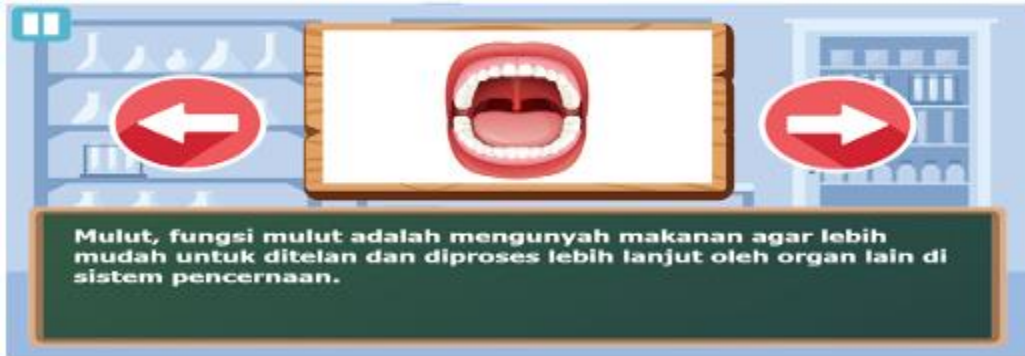 Mulut, fungsi mulut adalah mengunyah makanan agar lebih
mudah untuk ditelan dan diproses lebih lanjut oleh organ lain di
sistem pencernaan.